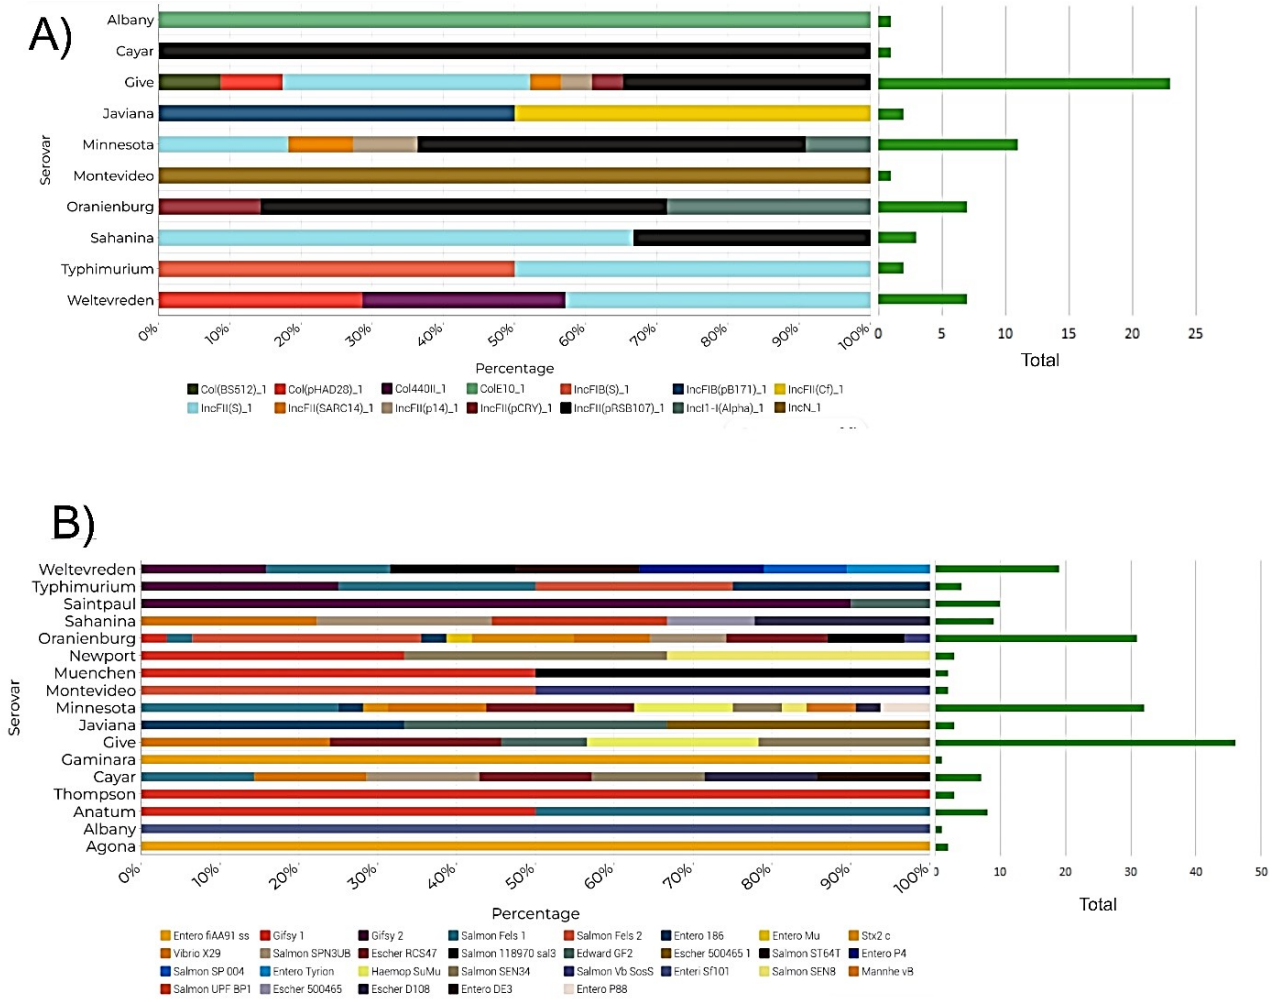 A)
Albany
Cayar
Give
Javiana
Minnesota
Montevideo
Oranienburg
Sahanina
Typhimurium
Weltevreden
Serovar
0% 10% 20% 30% 40% 50% 60% 70% 80% 90% 100% 0 5 10 15 20 25
Percentage Total
Col(BS512)_1 Col(pHAD28)_1 Col440II_1 ColE10_1 IncFIB(S)_1 IncFIB(pB171)_1 IncFII(Cf)_1
IncFII(S)_1 IncFII(SARC14)_1 IncFII(p14)_1 IncFII(pCRY)_1 IncFII(pRSB107)_1 IncI1-I(Alpha)_1 IncN_1
B)
Weltevreden
Typhimurium
Saintpaul
Sahanina
Oranienburg
Newport
Muenchen
Montevideo
Minnesota
Javiana
Give
Gaminara
Cayar
Thompson
Anatum
Albany
Agona
Serovar
0% 10% 20% 30% 40% 50% 60% 70% 80% 90% 100% 10 20 30 40 50
Percentage Total
Entero fiAA91 ss Gifsy 1 Gifsy 2 Salmon Fels 1 Salmon Fels 2 Entero 186 Entero Mu Stx2 c
Vibrio X29 Salmon SPN3UB Escher RCS47 Salmon 118970 sal3 Edward GF2 Escher 500465 1 Salmon ST64T Entero P4
Salmon SP 004 Entero Tyrion Haemop SuMu Salmon SEN34 Salmon Vb SosS Enteri Sf101 Salmon SEN8 Mannhe vB
Salmon UPF BP1 Escher 500465 Escher D108 Entero DE3 Entero P88